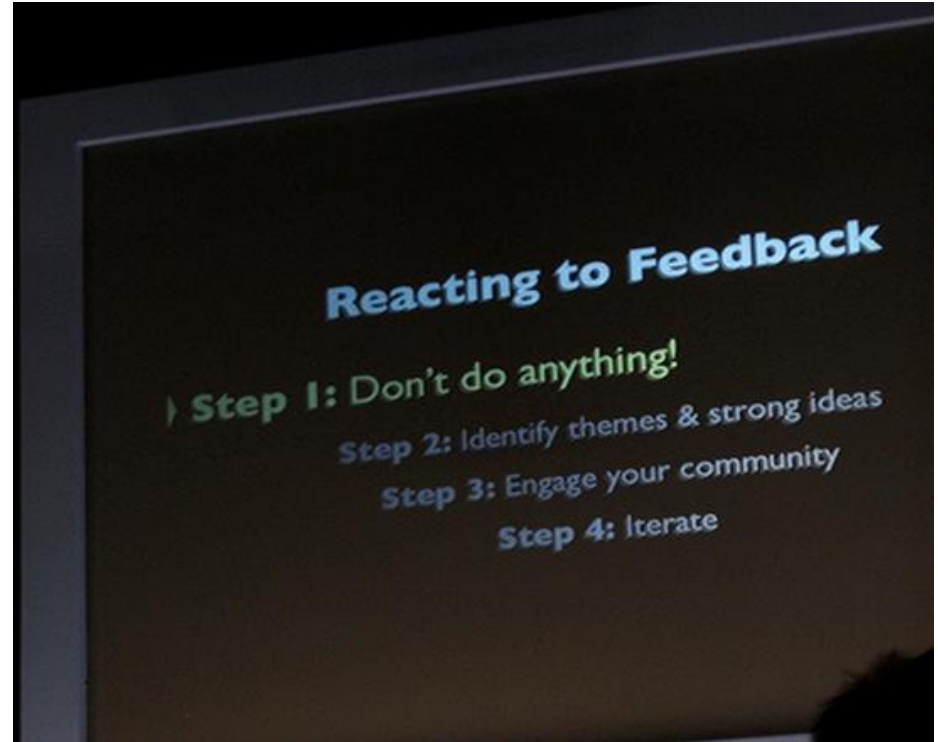 Reacting to Feedback
Step 1: Don't do anything!
Step 2: Identify themes & strong ideas
Step 3: Engage your community
Step 4: Iterate